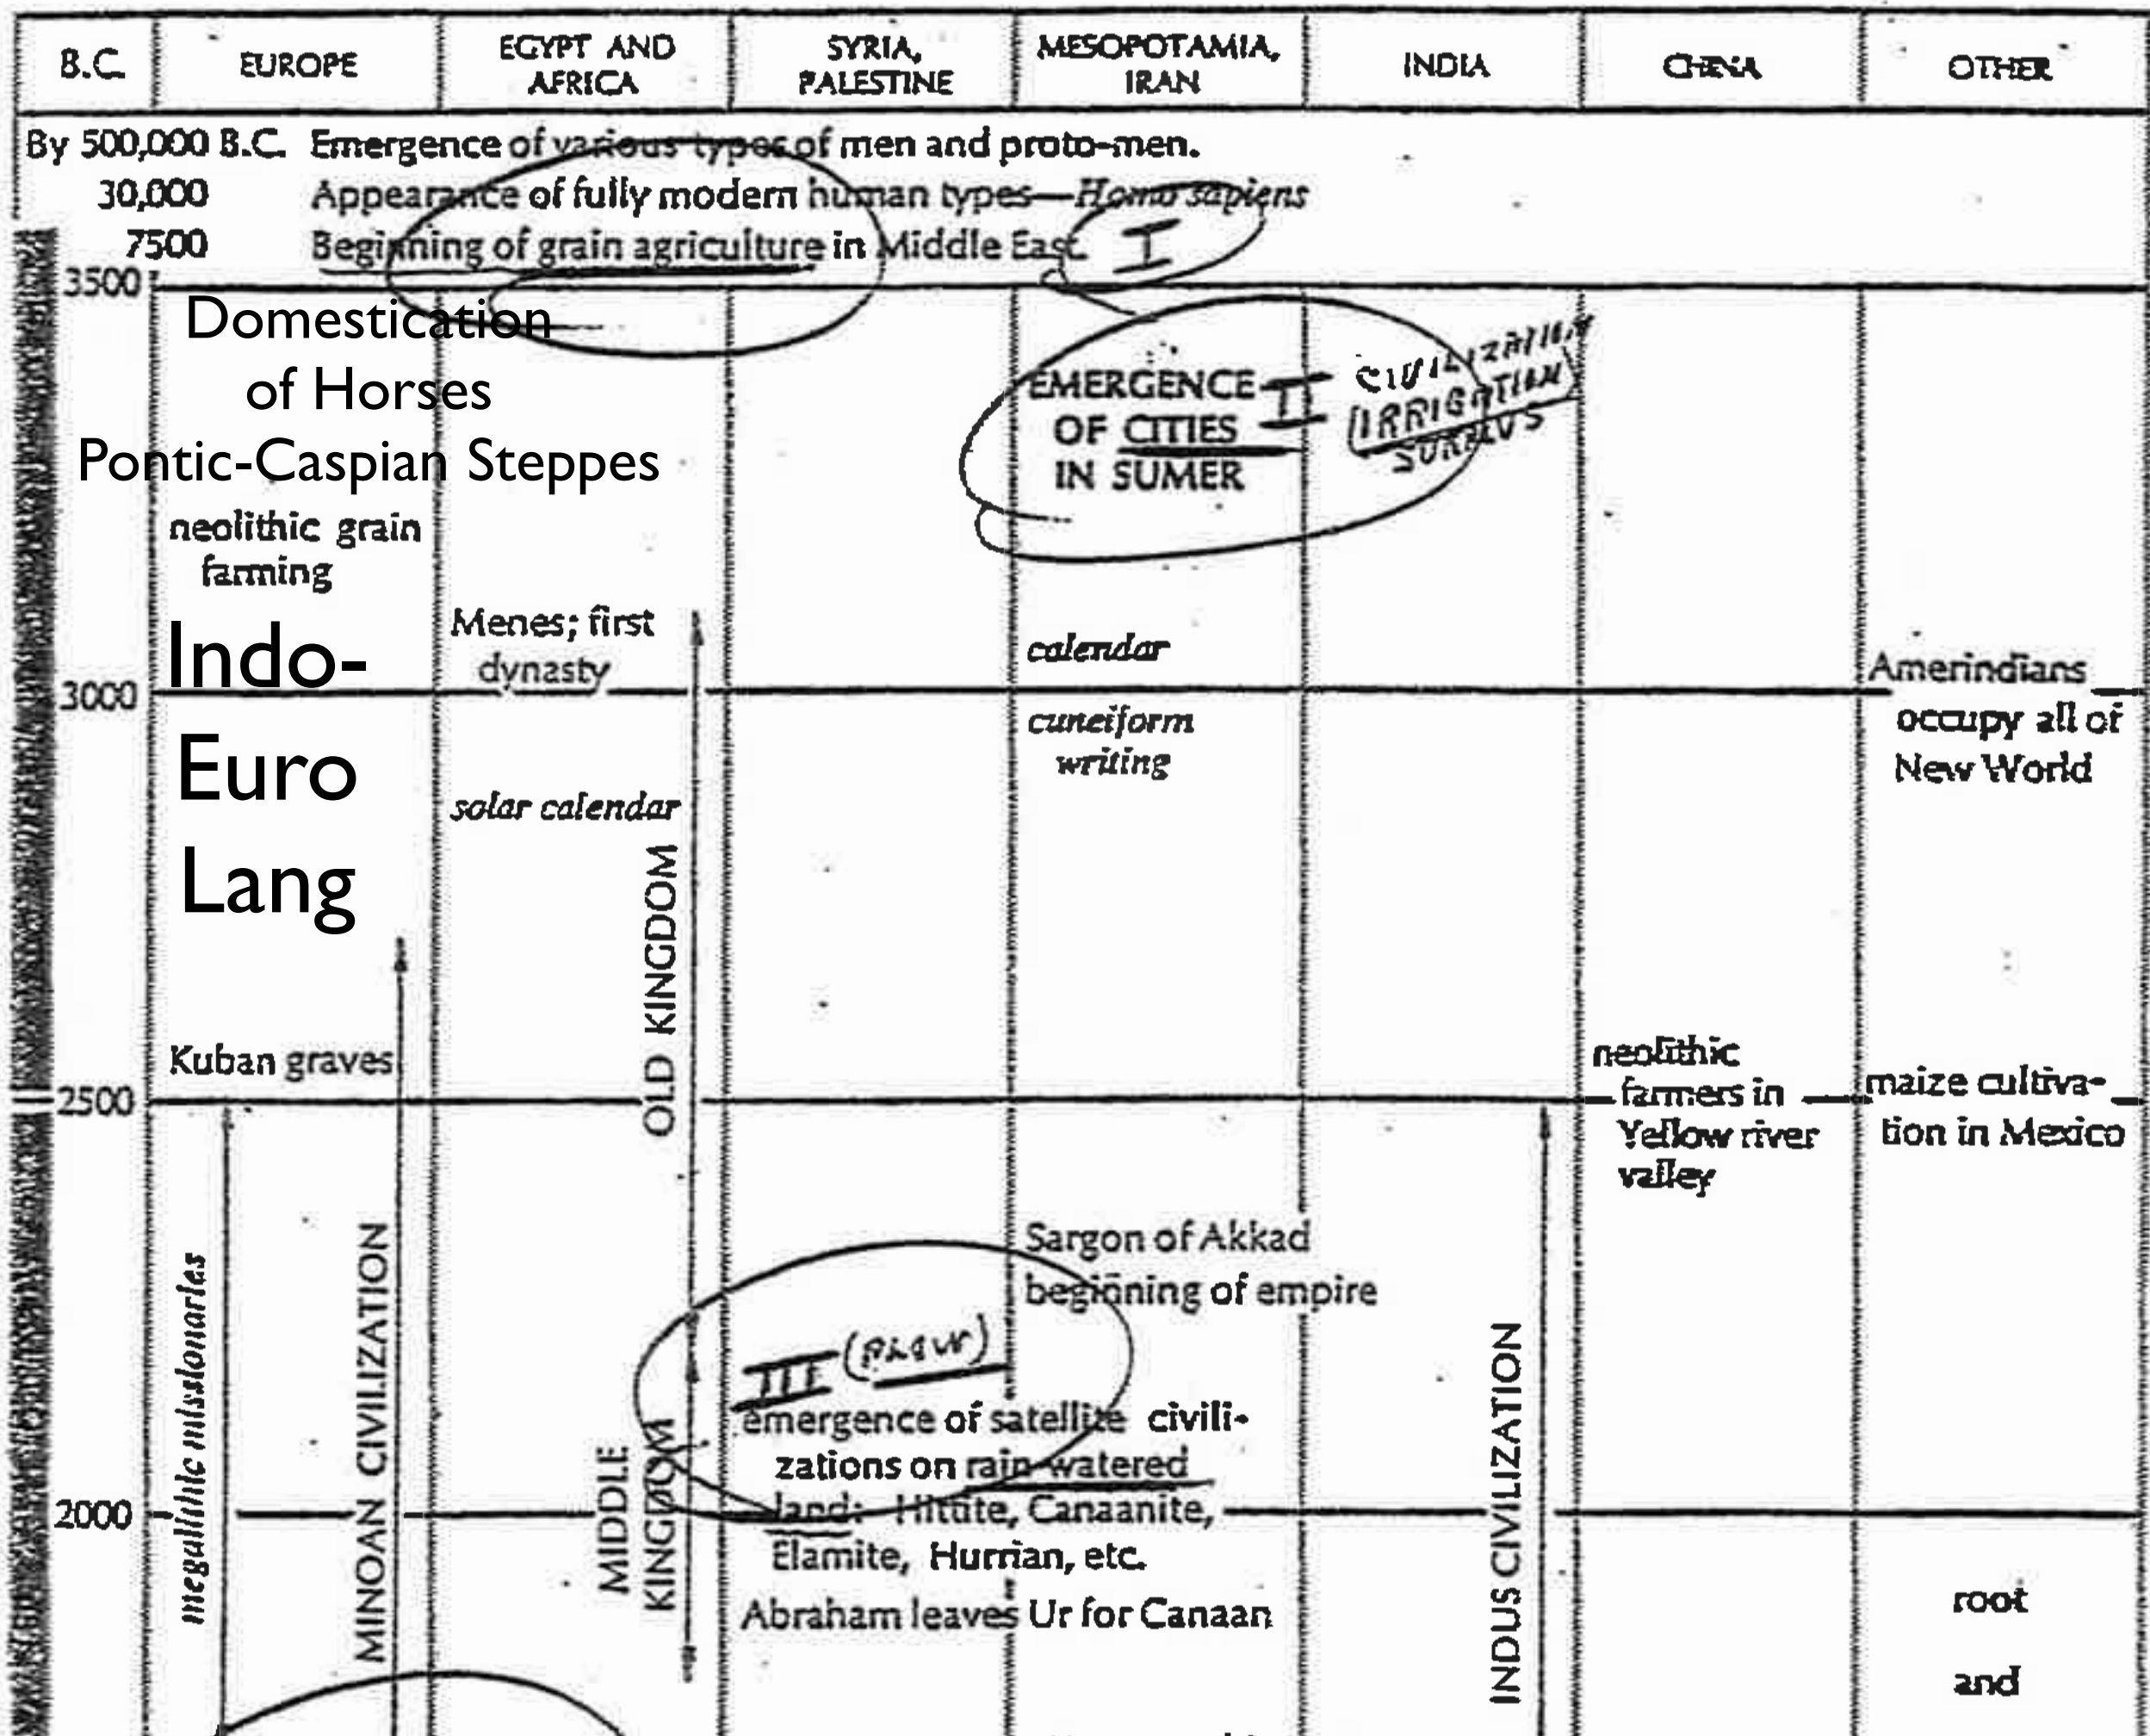 B.C.
EUROPE
EGYPT AND
AFRICA
SYRIA,
PALESTINE
MESOPOTAMIA,
IRAN
INDIA
CHINA
OTHER
By 500,000 B.C. Emergence of various types of men and proto-men.
30,000 Appearance of fully modern human types—Homo sapiens
7500 Beginning of grain agriculture in Middle East.
I
3500
Domestication
of Horses
Pontic-Caspian Steppes
EMERGENCE
OF CITIES
IN SUMER
II
CIVILIZATION
(IRRIGATION)
SURPLUS
neolithic grain
farming
Indo-
Euro
Lang
Menes; first
dynasty
calendar
3000
cuneiform
writing
Amerindians
occupy all of
New World
solar calendar
OLD KINGDOM
Kuban graves
2500
neolithic
farmers in
Yellow river
valley
maize cultiva-
tion in Mexico
megalithic missionaries
MINOAN CIVILIZATION
Sargon of Akkad
beginning of empire
III (PLOW)
emergence of satellite civili-
zations on rain-watered
land: Hittite, Canaanite,
Elamite, Hurrian, etc.
Abraham leaves Ur for Canaan
MIDDLE
KINGDOM
2000
INDUS CIVILIZATION
root
and